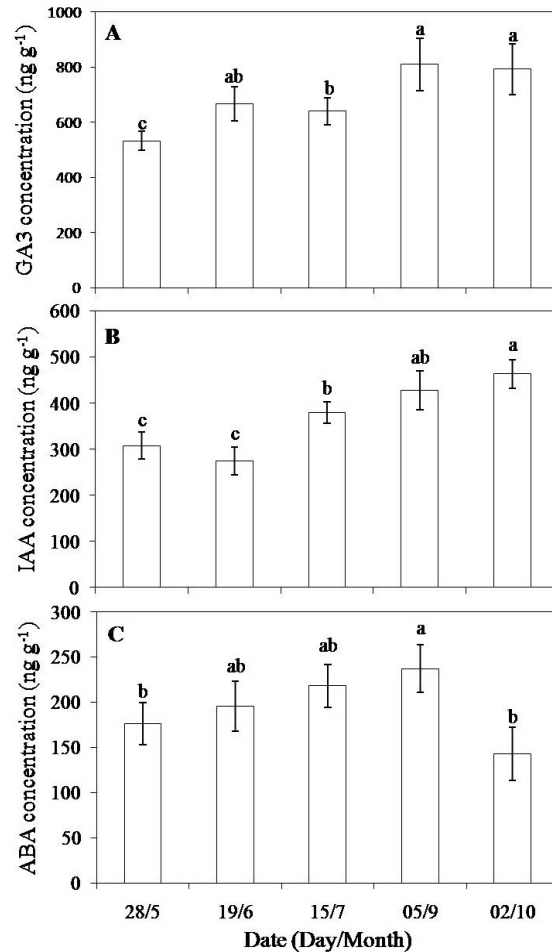 A
GA3 concentration (ng g-1)
1000
800
600
400
200
0
c
ab
b
a
a
B
IAA concentration (ng g-1)
600
500
400
300
200
100
0
c
c
b
ab
a
C
ABA concentration (ng g-1)
300
250
200
150
100
50
0
b
ab
ab
a
b
28/5 19/6 15/7 05/9 02/10
Date (Day/Month)